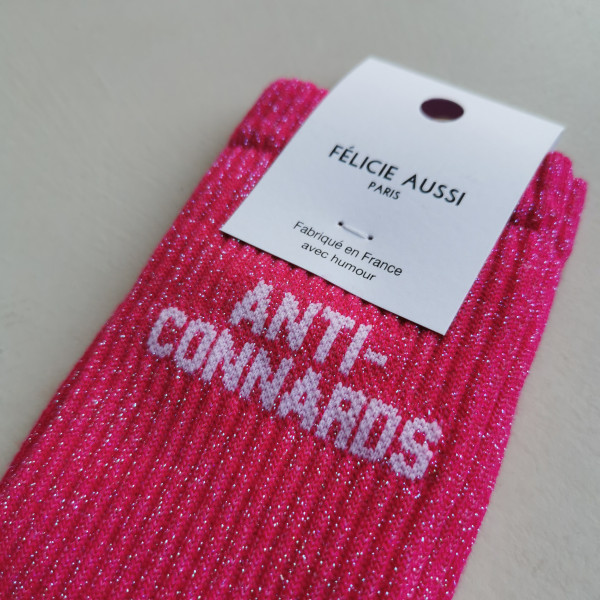 FÉLICIE AUSSI
PARIS
Fabriqué en France
avec humour
ANTI-
CONNARDS